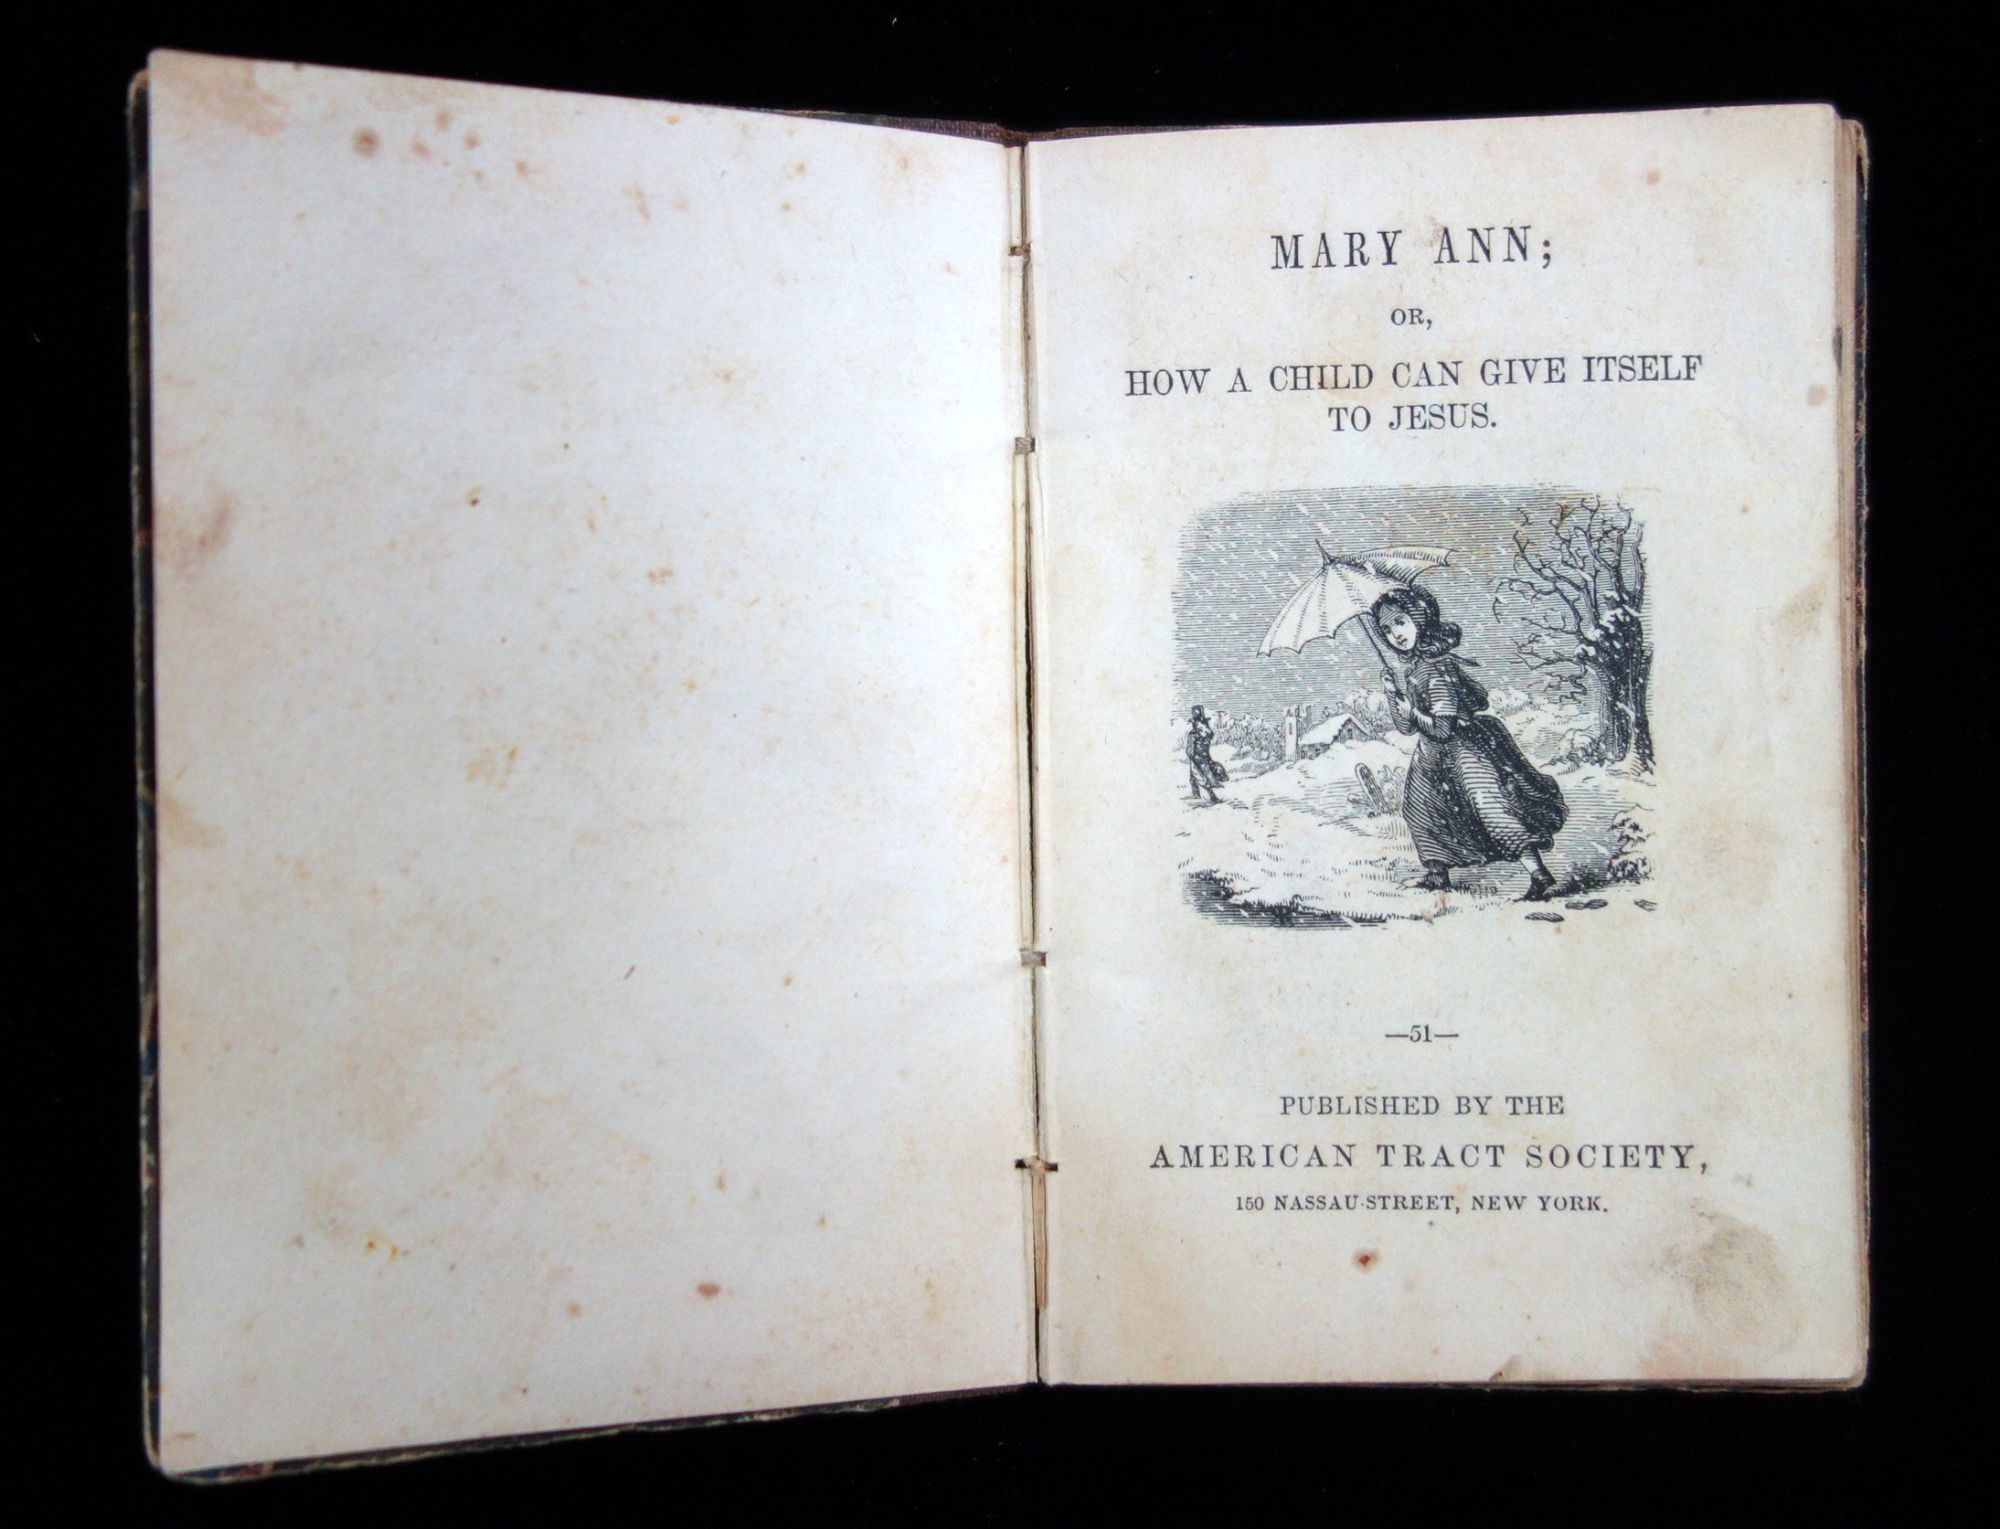 MARY ANN;
OR,
HOW A CHILD CAN GIVE ITSELF
TO JESUS.
—51—
PUBLISHED BY THE
AMERICAN TRACT SOCIETY,
150 NASSAU-STREET, NEW YORK.